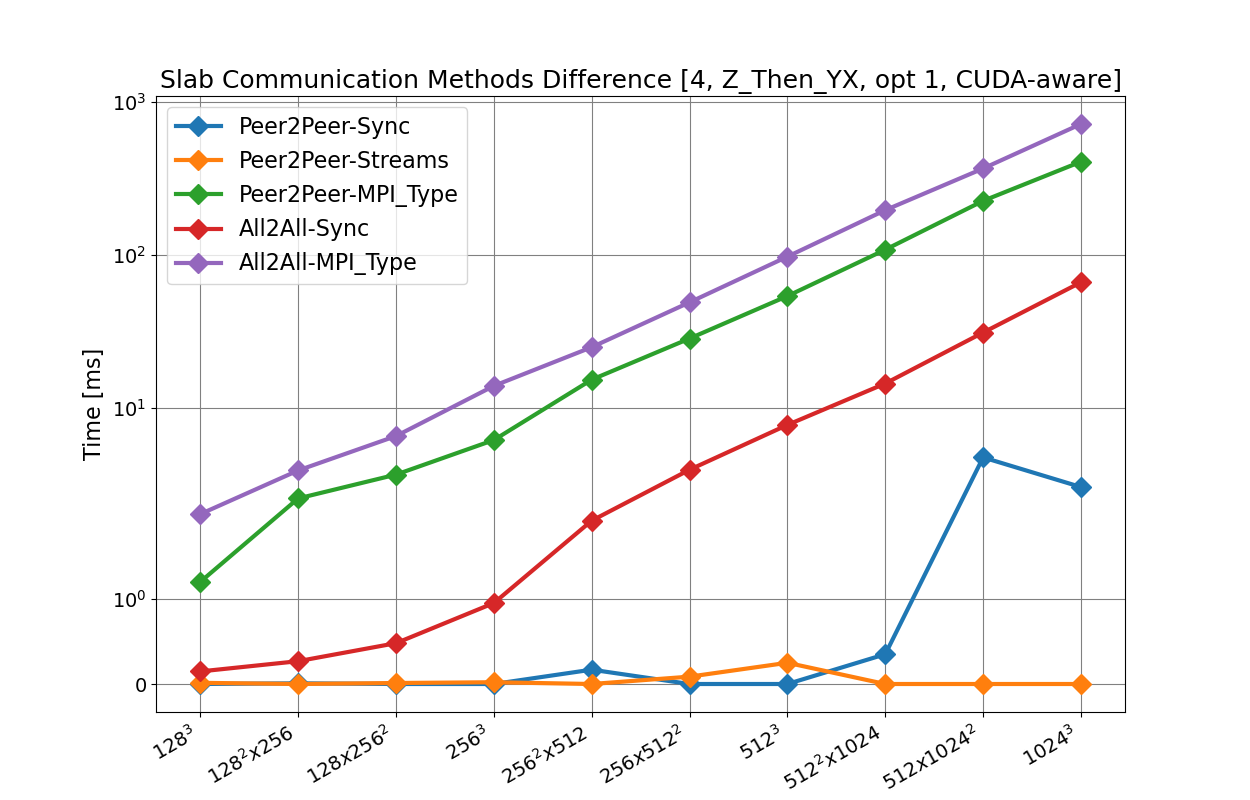 Slab Communication Methods Difference [4, Z_Then_YX, opt 1, CUDA-aware]
Peer2Peer-Sync
Peer2Peer-Streams
Peer2Peer-MPI_Type
All2All-Sync
All2All-MPI_Type
Time [ms]
10³
10²
10¹
10⁰
0
128³
128²x256
128x256²
256³
256²x512
256x512²
512³
512²x1024
512x1024²
1024³